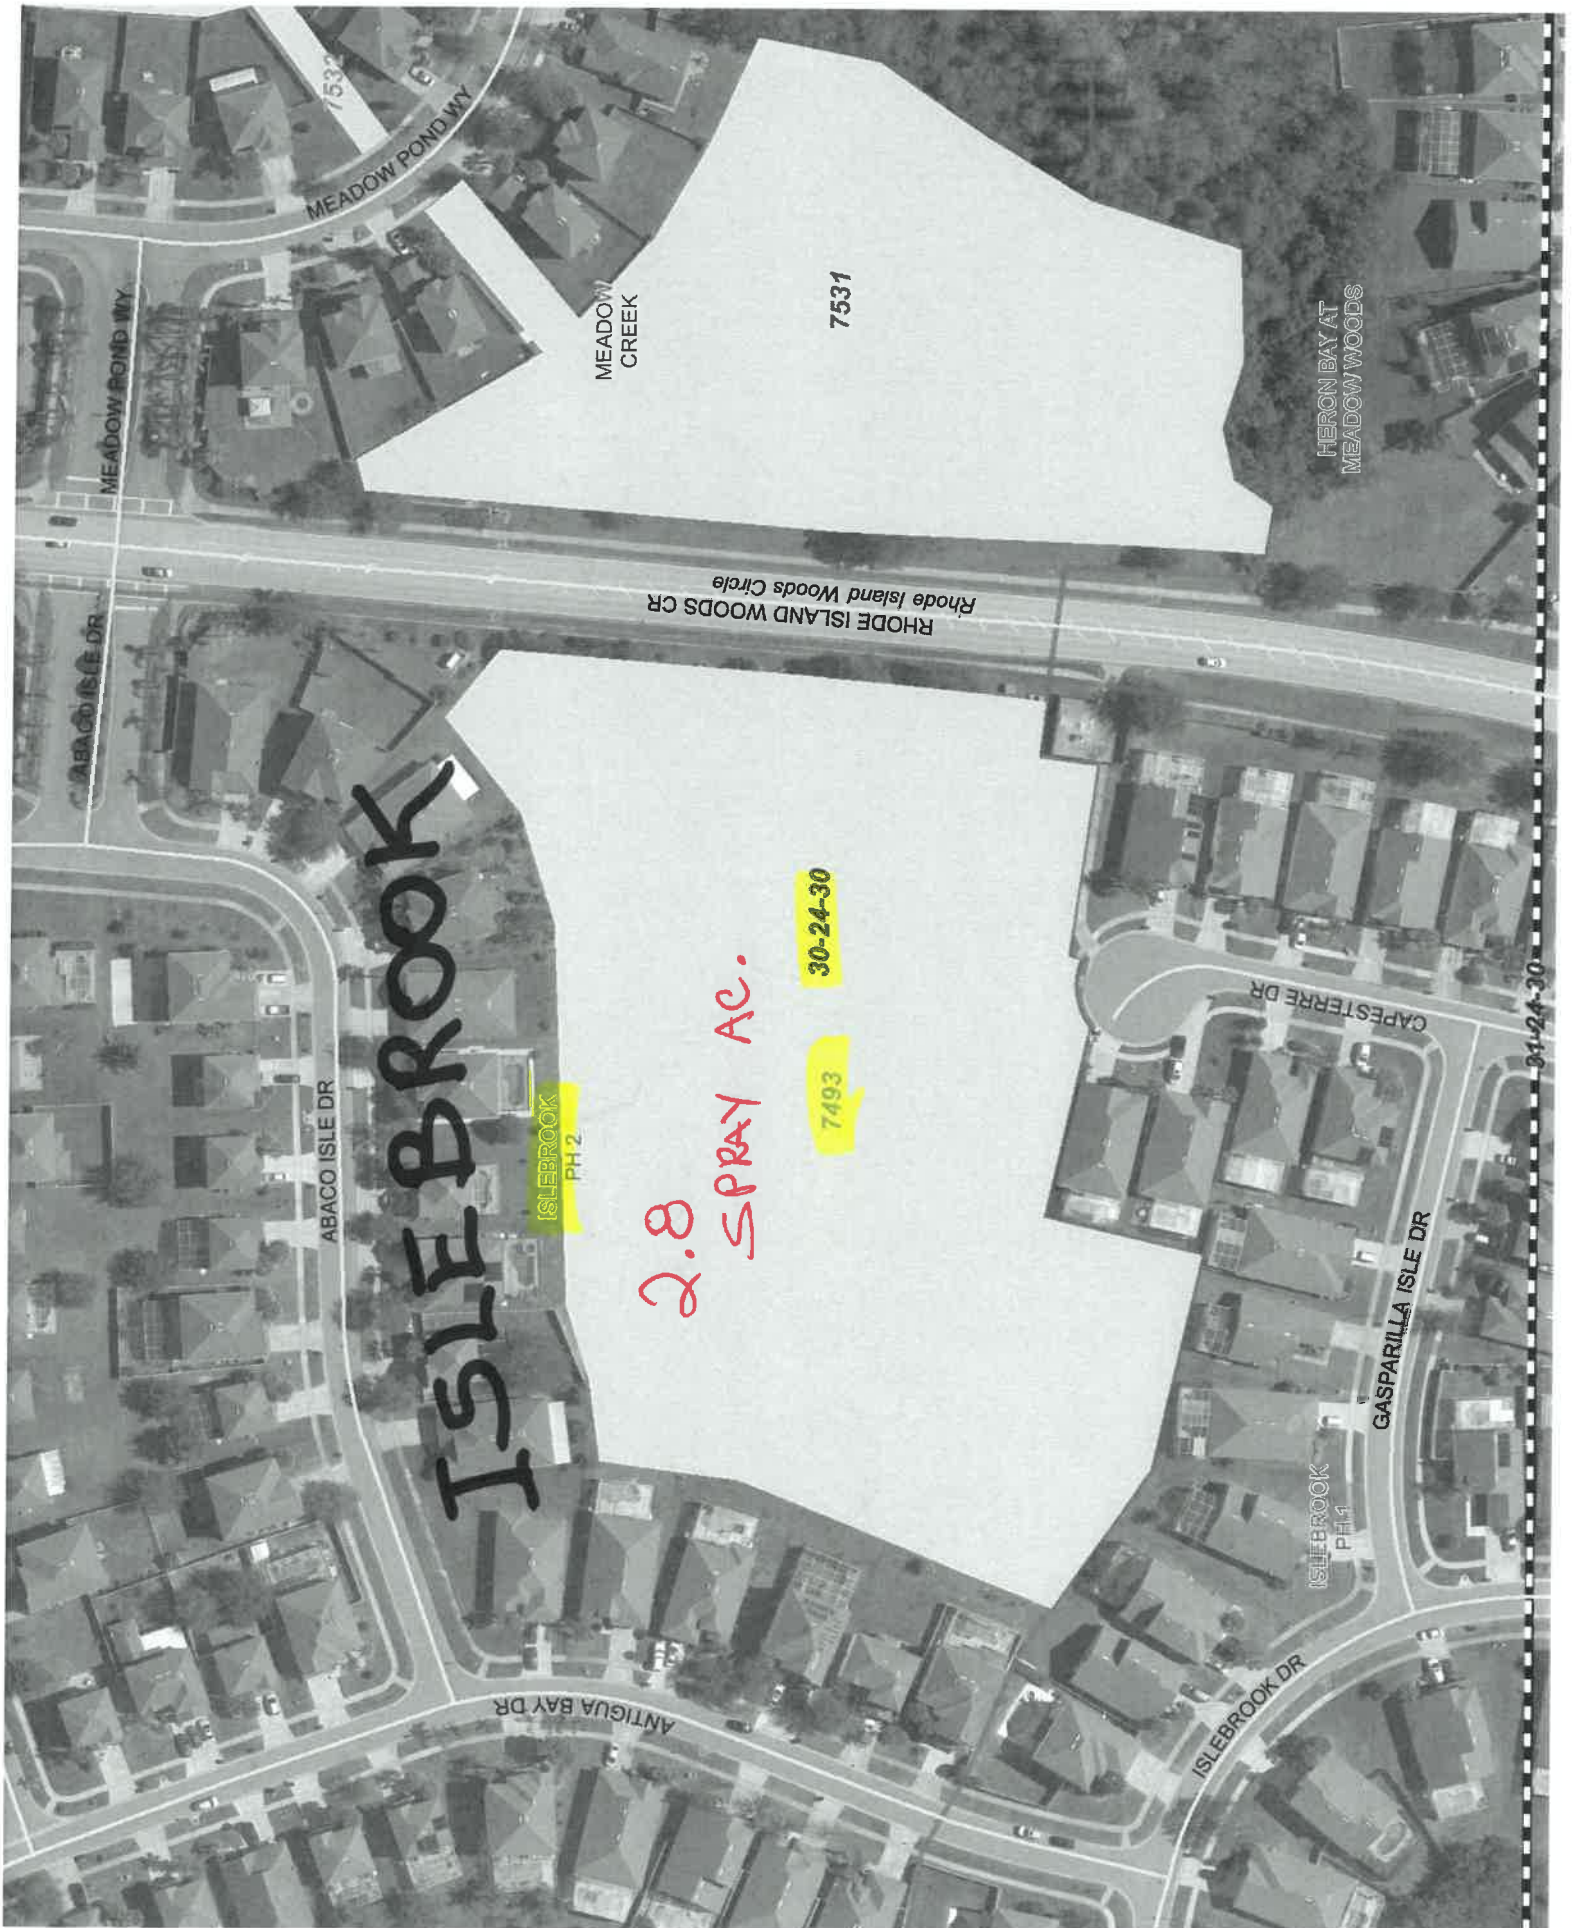 7532
MEADOW POND WY
MEADOW POND WY
MEADOW
CREEK
7531
HERON BAY AT
MEADOW WOODS
RHODE ISLAND WOODS CR
Rhode Island Woods Circle
ABACO ISLE DR
ABACO ISLE DR
ISLEBROOK
ISLEBROOK
PH 2
2.8
SPRAY AC.
7493
30-24-30
CAPESTERRE DR
31-24-30
GASPARILLA ISLE DR
ISLEBROOK
PH 1
ANTIGUA BAY DR
ISLEBROOK DR